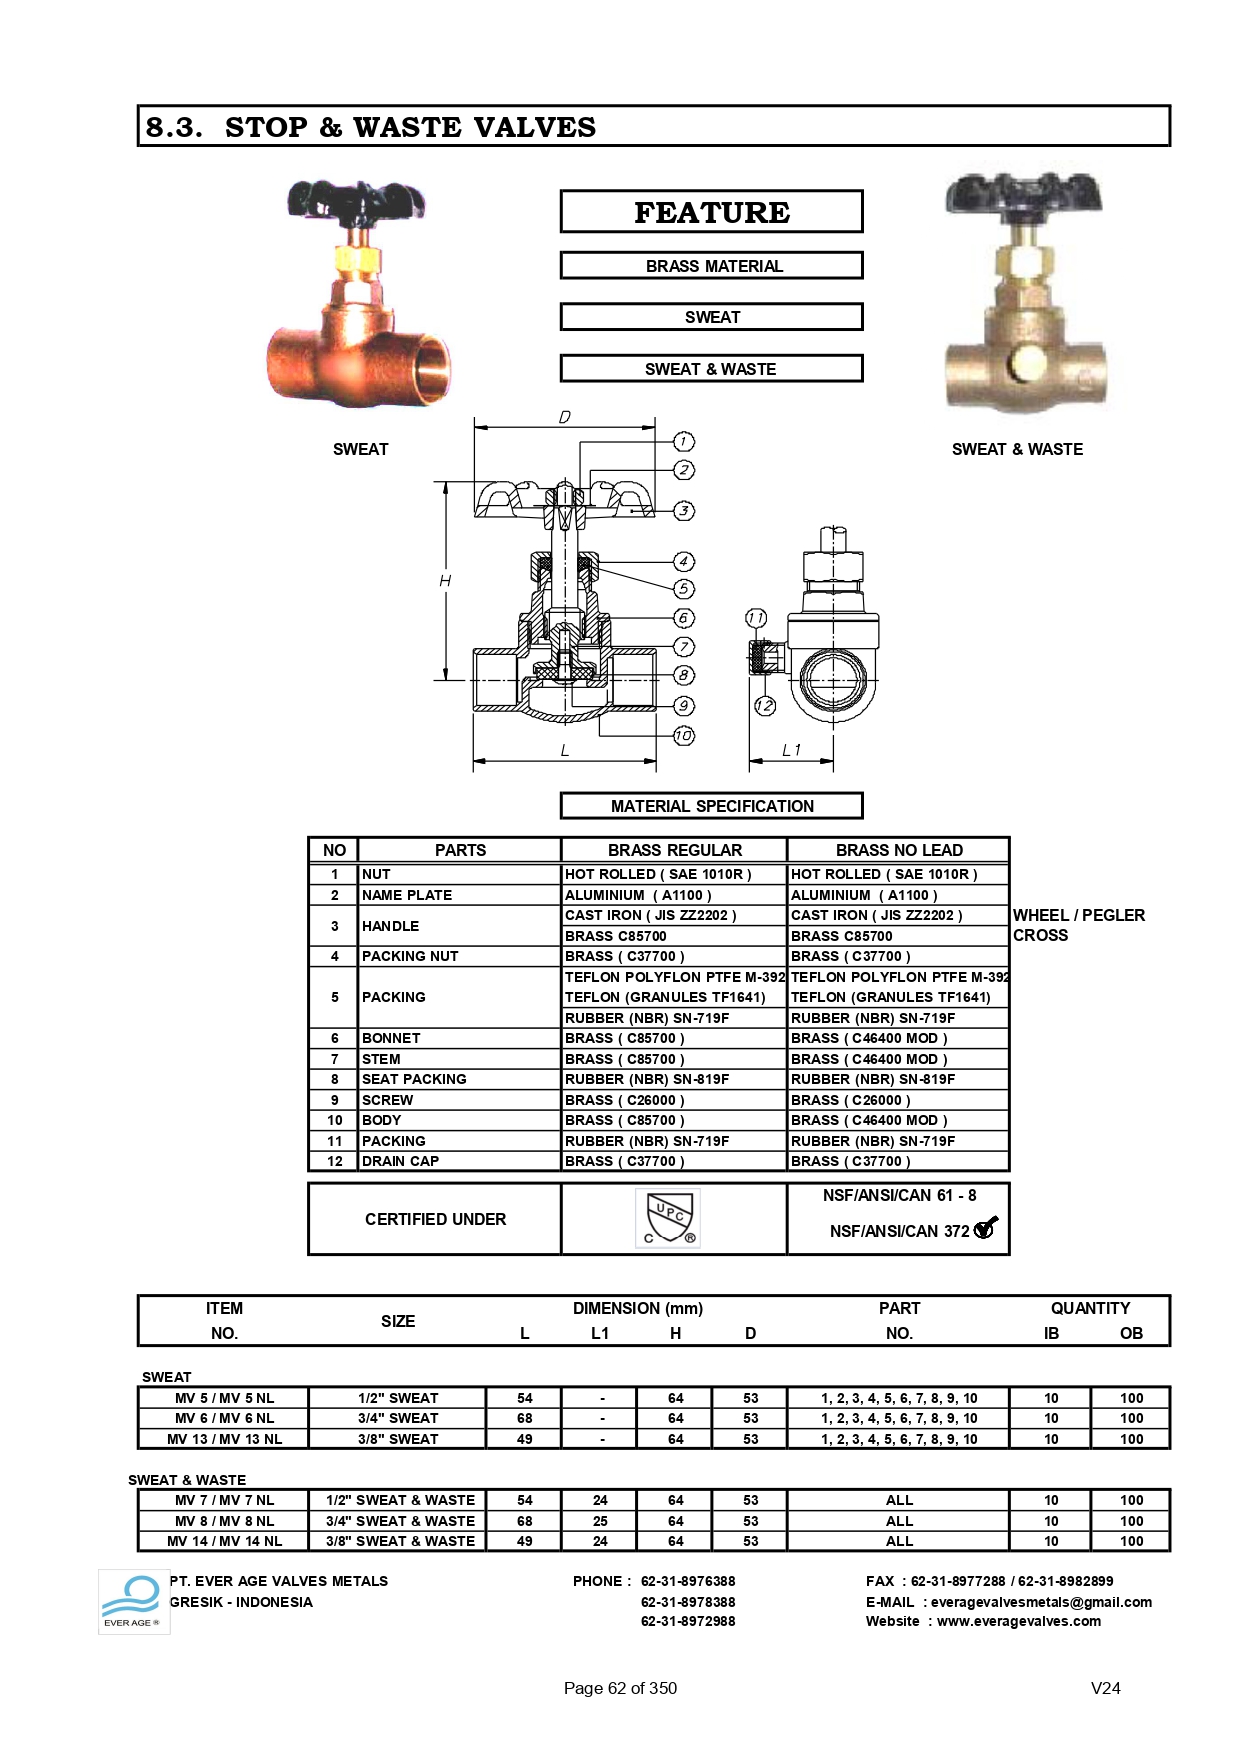 8.3. STOP & WASTE VALVES
FEATURE
BRASS MATERIAL
SWEAT
SWEAT & WASTE
SWEAT
SWEAT & WASTE
D
1
2
3
H
4
5
6
7
8
9
10
L
11
12
L1
MATERIAL SPECIFICATION
NO PARTS BRASS REGULAR BRASS NO LEAD
1 NUT HOT ROLLED ( SAE 1010R ) HOT ROLLED ( SAE 1010R )
2 NAME PLATE ALUMINIUM ( A1100 ) ALUMINIUM ( A1100 )
3 HANDLE CAST IRON ( JIS ZZ2202 ) CAST IRON ( JIS ZZ2202 ) WHEEL / PEGLER
BRASS C85700 BRASS C85700 CROSS
4 PACKING NUT BRASS ( C37700 ) BRASS ( C37700 )
5 PACKING TEFLON POLYFLON PTFE M-392 TEFLON POLYFLON PTFE M-392
TEFLON (GRANULES TF1641) TEFLON (GRANULES TF1641)
RUBBER (NBR) SN-719F RUBBER (NBR) SN-719F
6 BONNET BRASS ( C85700 ) BRASS ( C46400 MOD )
7 STEM BRASS ( C85700 ) BRASS ( C46400 MOD )
8 SEAT PACKING RUBBER (NBR) SN-819F RUBBER (NBR) SN-819F
9 SCREW BRASS ( C26000 ) BRASS ( C26000 )
10 BODY BRASS ( C85700 ) BRASS ( C46400 MOD )
11 PACKING RUBBER (NBR) SN-719F RUBBER (NBR) SN-719F
12 DRAIN CAP BRASS ( C37700 ) BRASS ( C37700 )
CERTIFIED UNDER
UPC
C ®
NSF/ANSI/CAN 61 - 8
NSF/ANSI/CAN 372
ITEM NO. SIZE DIMENSION (mm) PART NO. QUANTITY
L L1 H D IB OB
SWEAT
MV 5 / MV 5 NL 1/2" SWEAT 54 - 64 53 1, 2, 3, 4, 5, 6, 7, 8, 9, 10 10 100
MV 6 / MV 6 NL 3/4" SWEAT 68 - 64 53 1, 2, 3, 4, 5, 6, 7, 8, 9, 10 10 100
MV 13 / MV 13 NL 3/8" SWEAT 49 - 64 53 1, 2, 3, 4, 5, 6, 7, 8, 9, 10 10 100
SWEAT & WASTE
MV 7 / MV 7 NL 1/2" SWEAT & WASTE 54 24 64 53 ALL 10 100
MV 8 / MV 8 NL 3/4" SWEAT & WASTE 68 25 64 53 ALL 10 100
MV 14 / MV 14 NL 3/8" SWEAT & WASTE 49 24 64 53 ALL 10 100
EVER AGE ®
PT. EVER AGE VALVES METALS PHONE : 62-31-8976388 FAX : 62-31-8977288 / 62-31-8982899
GRESIK - INDONESIA 62-31-8978388 E-MAIL : everagevalvesmetals@gmail.com
62-31-8972988 Website : www.everagevalves.com
Page 62 of 350 V24